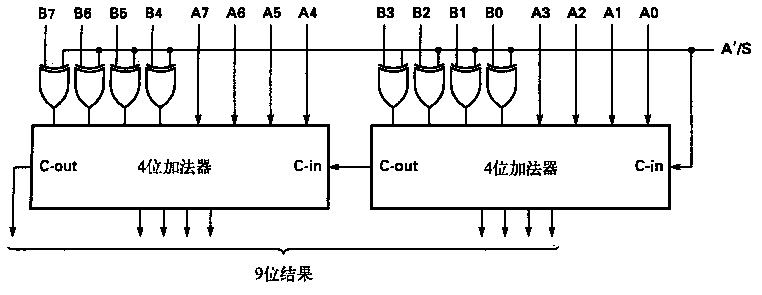 B7 B6 B5 B4 A7 A6 A5 A4 B3 B2 B1 B0 A3 A2 A1 A0
A'/S
C-out 4位加法器 C-in C-out 4位加法器 C-in
9位结果